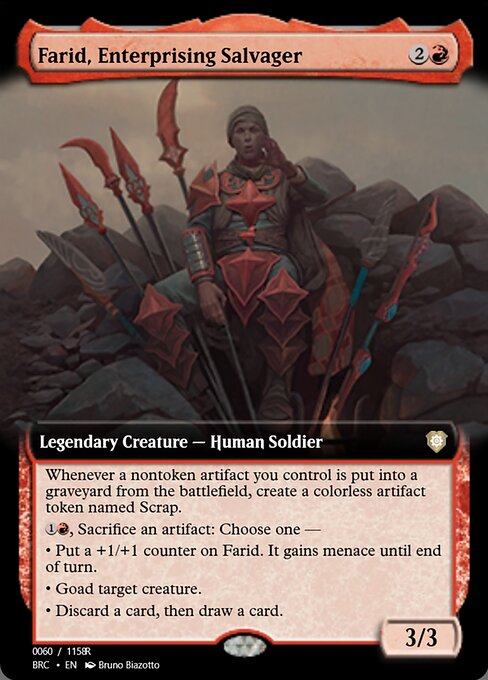 Farid, Enterprising Salvager 2
Legendary Creature — Human Soldier
Whenever a nontoken artifact you control is put into a
graveyard from the battlefield, create a colorless artifact
token named Scrap.
1, Sacrifice an artifact: Choose one —
• Put a +1/+1 counter on Farid. It gains menace until end
of turn.
• Goad target creature.
• Discard a card, then draw a card.
3/3
0060 / 1158R
BRC • EN Bruno Biazotto